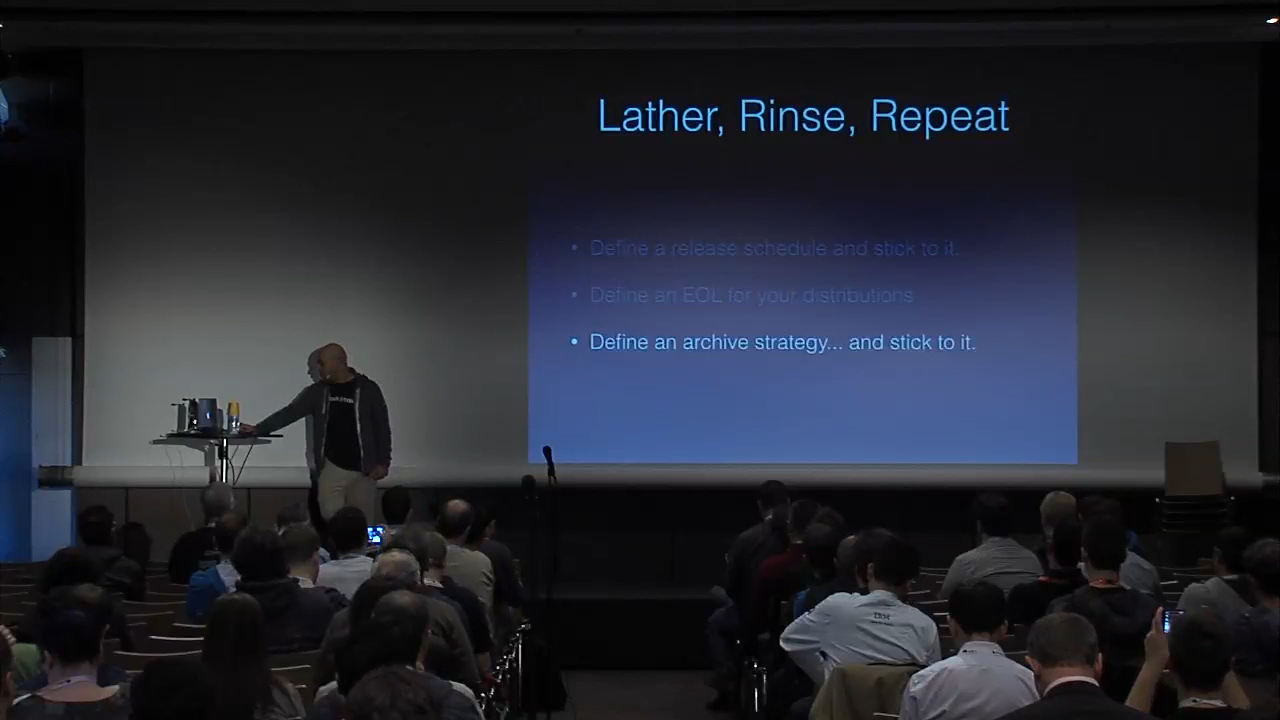 Lather, Rinse, Repeat
• Define a release schedule and stick to it.
• Define an EOL for your distributions
• Define an archive strategy... and stick to it.
IBM